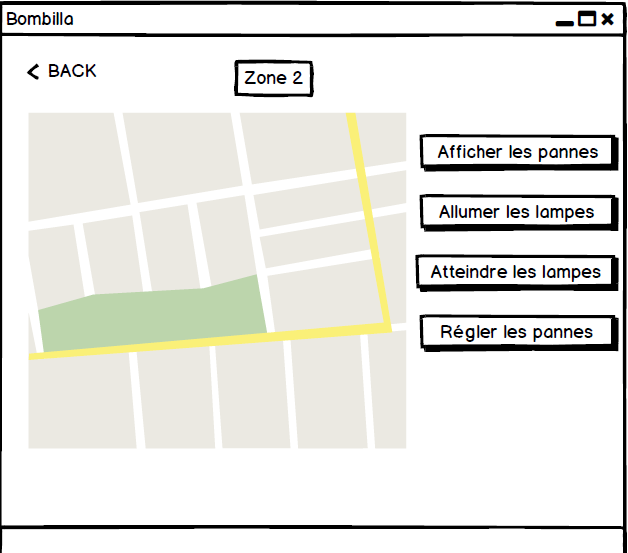 Bombilla
BACK
Zone 2
Afficher les pannes
Allumer les lampes
Atteindre les lampes
Régler les pannes